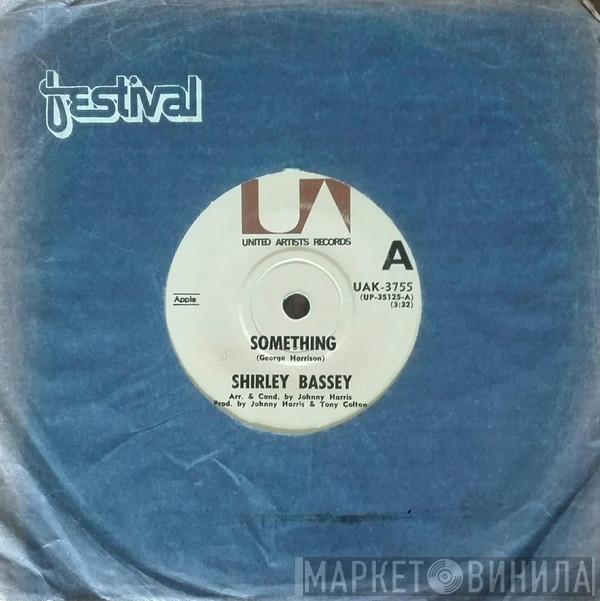 festival
UA
UNITED ARTISTS RECORDS
A
UAK-3755
(UP-35125-A)
(3:32)
Apple
SOMETHING
(George Harrison)
SHIRLEY BASSEY
Arr. & Cond. by Johnny Harris
Prod. by Johnny Harris & Tony Colton
МАРКЕТ ВИНИЛА